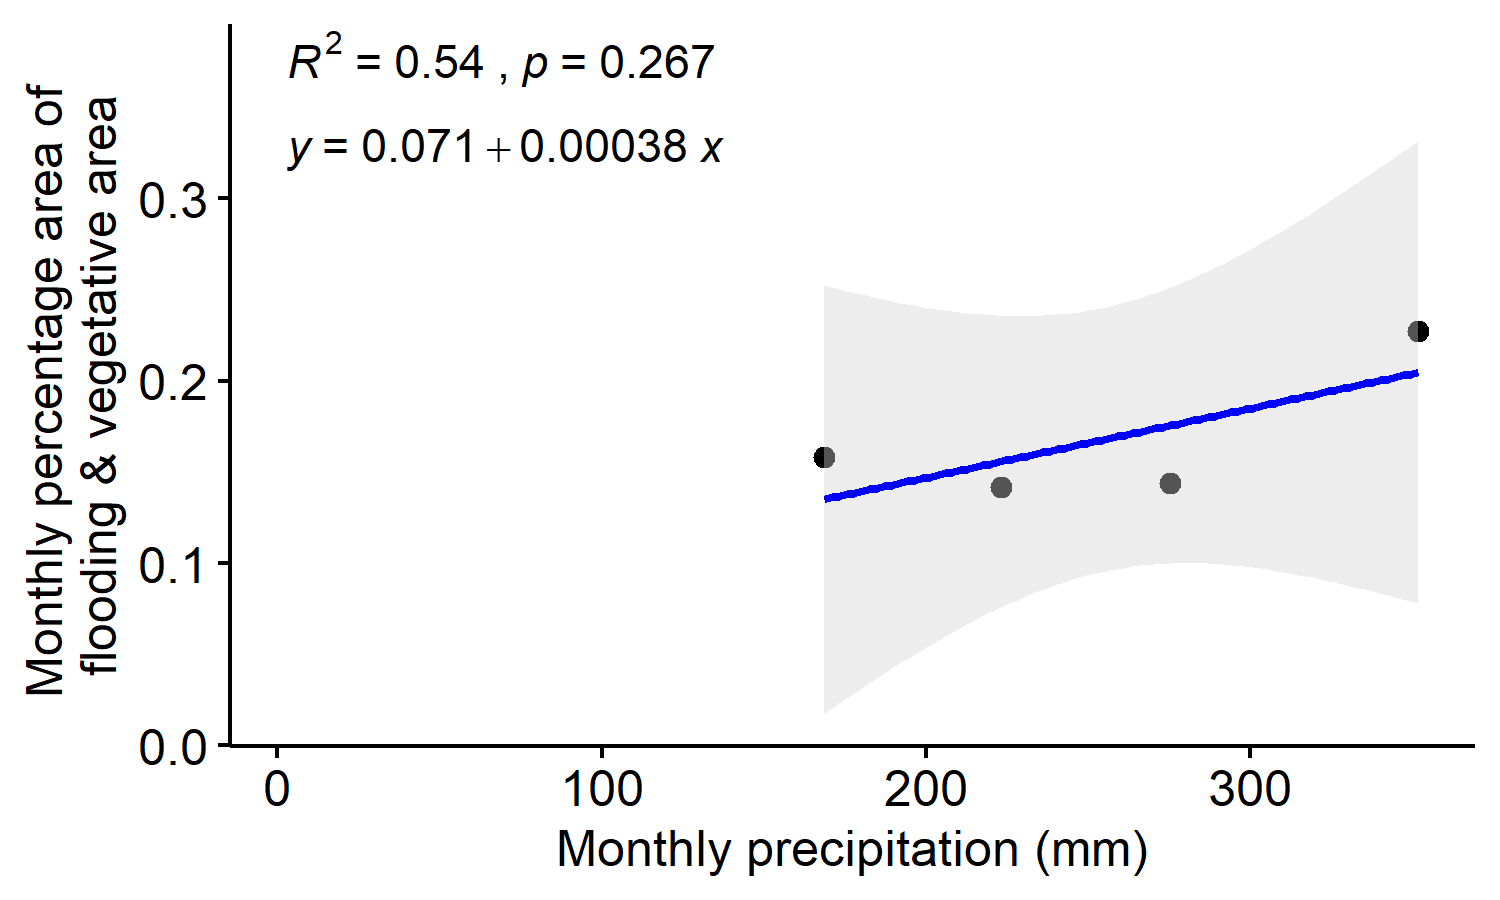 R² = 0.54 , p = 0.267
y = 0.071 + 0.00038 x
Monthly percentage area of
flooding & vegetative area
0.3
0.2
0.1
0.0
0
100
200
300
Monthly precipitation (mm)